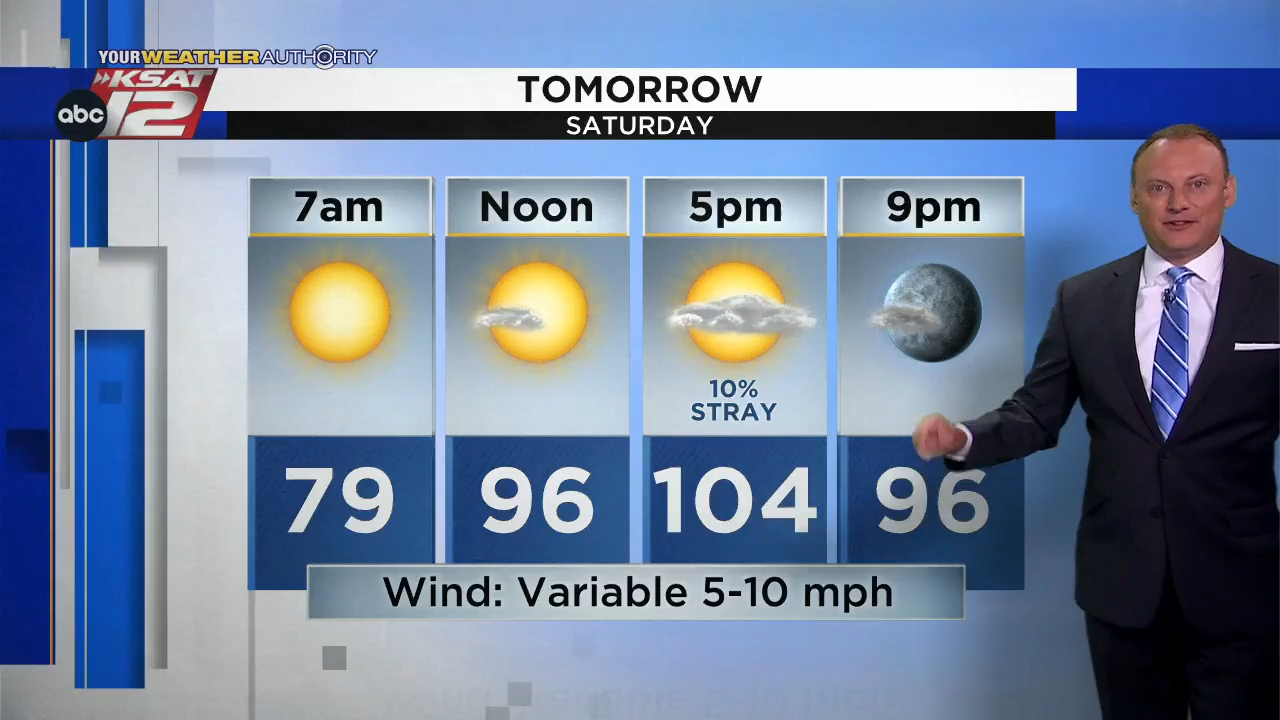 YOUR WEATHER AUTHORITY
KSAT
abc 12
TOMORROW
SATURDAY
7am Noon 5pm 9pm
10%
STRAY
79 96 104 96
Wind: Variable 5-10 mph